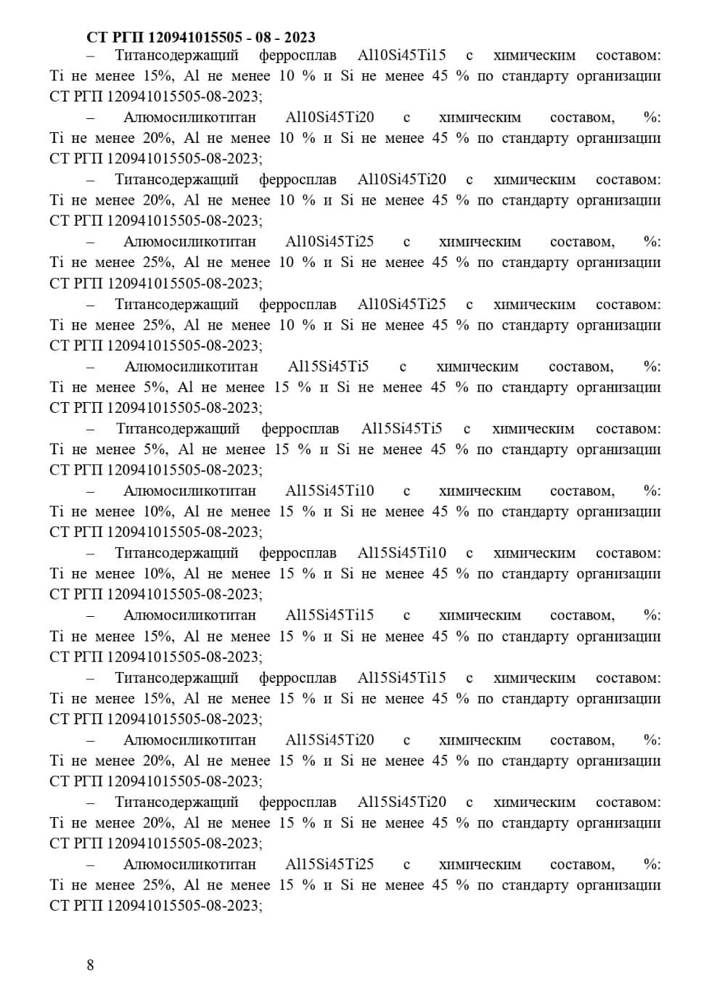 СТ РГП 120941015505 - 08 - 2023
– Титансодержащий ферросплав Al10Si45Ti15 с химическим составом:
Ti не менее 15%, Al не менее 10 % и Si не менее 45 % по стандарту организации
СТ РГП 120941015505-08-2023;
– Алюмосиликотитан Al10Si45Ti20 с химическим составом, %:
Ti не менее 20%, Al не менее 10 % и Si не менее 45 % по стандарту организации
СТ РГП 120941015505-08-2023;
– Титансодержащий ферросплав Al10Si45Ti20 с химическим составом:
Ti не менее 20%, Al не менее 10 % и Si не менее 45 % по стандарту организации
СТ РГП 120941015505-08-2023;
– Алюмосиликотитан Al10Si45Ti25 с химическим составом, %:
Ti не менее 25%, Al не менее 10 % и Si не менее 45 % по стандарту организации
СТ РГП 120941015505-08-2023;
– Титансодержащий ферросплав Al10Si45Ti25 с химическим составом:
Ti не менее 25%, Al не менее 10 % и Si не менее 45 % по стандарту организации
СТ РГП 120941015505-08-2023;
– Алюмосиликотитан Al15Si45Ti5 с химическим составом, %:
Ti не менее 5%, Al не менее 15 % и Si не менее 45 % по стандарту организации
СТ РГП 120941015505-08-2023;
– Титансодержащий ферросплав Al15Si45Ti5 с химическим составом:
Ti не менее 5%, Al не менее 15 % и Si не менее 45 % по стандарту организации
СТ РГП 120941015505-08-2023;
– Алюмосиликотитан Al15Si45Ti10 с химическим составом, %:
Ti не менее 10%, Al не менее 15 % и Si не менее 45 % по стандарту организации
СТ РГП 120941015505-08-2023;
– Титансодержащий ферросплав Al15Si45Ti10 с химическим составом:
Ti не менее 10%, Al не менее 15 % и Si не менее 45 % по стандарту организации
СТ РГП 120941015505-08-2023;
– Алюмосиликотитан Al15Si45Ti15 с химическим составом, %:
Ti не менее 15%, Al не менее 15 % и Si не менее 45 % по стандарту организации
СТ РГП 120941015505-08-2023;
– Титансодержащий ферросплав Al15Si45Ti15 с химическим составом:
Ti не менее 15%, Al не менее 15 % и Si не менее 45 % по стандарту организации
СТ РГП 120941015505-08-2023;
– Алюмосиликотитан Al15Si45Ti20 с химическим составом, %:
Ti не менее 20%, Al не менее 15 % и Si не менее 45 % по стандарту организации
СТ РГП 120941015505-08-2023;
– Титансодержащий ферросплав Al15Si45Ti20 с химическим составом:
Ti не менее 20%, Al не менее 15 % и Si не менее 45 % по стандарту организации
СТ РГП 120941015505-08-2023;
– Алюмосиликотитан Al15Si45Ti25 с химическим составом, %:
Ti не менее 25%, Al не менее 15 % и Si не менее 45 % по стандарту организации
СТ РГП 120941015505-08-2023;
8